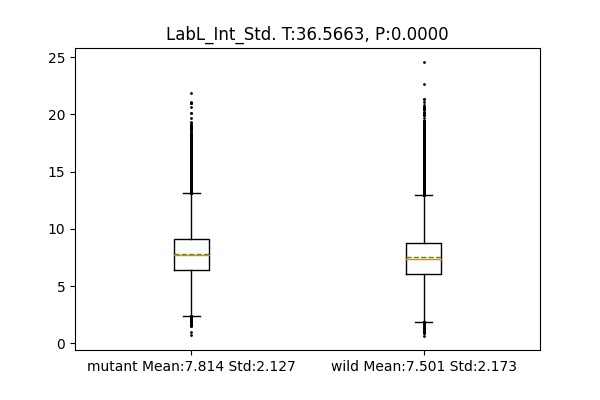 LabL_Int_Std. T:36.5663, P:0.0000
25
20
15
10
5
0
mutant Mean:7.814 Std:2.127
wild Mean:7.501 Std:2.173